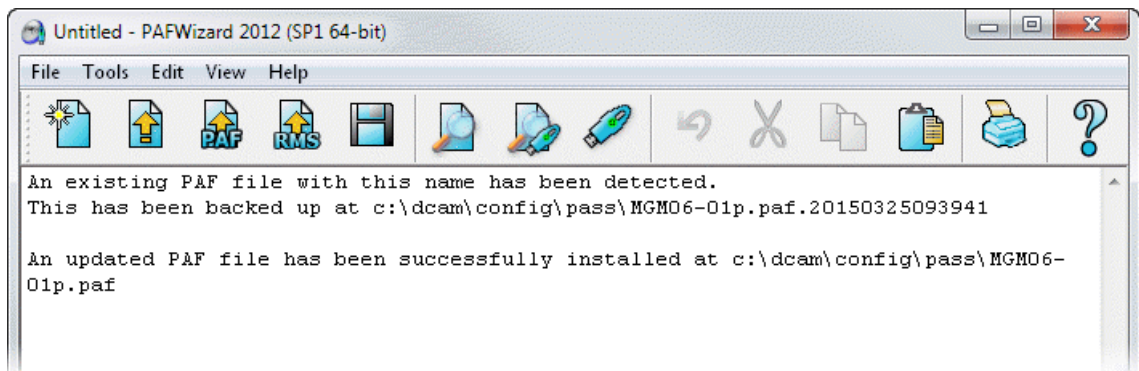 Untitled - PAFWizard 2012 (SP1 64-bit)
File Tools Edit View Help
PAF RMS
An existing PAF file with this name has been detected.
This has been backed up at c:\dcam\config\pass\MGMO6-01p.paf.20150325093941
An updated PAF file has been successfully installed at c:\dcam\config\pass\MGMO6-
01p.paf